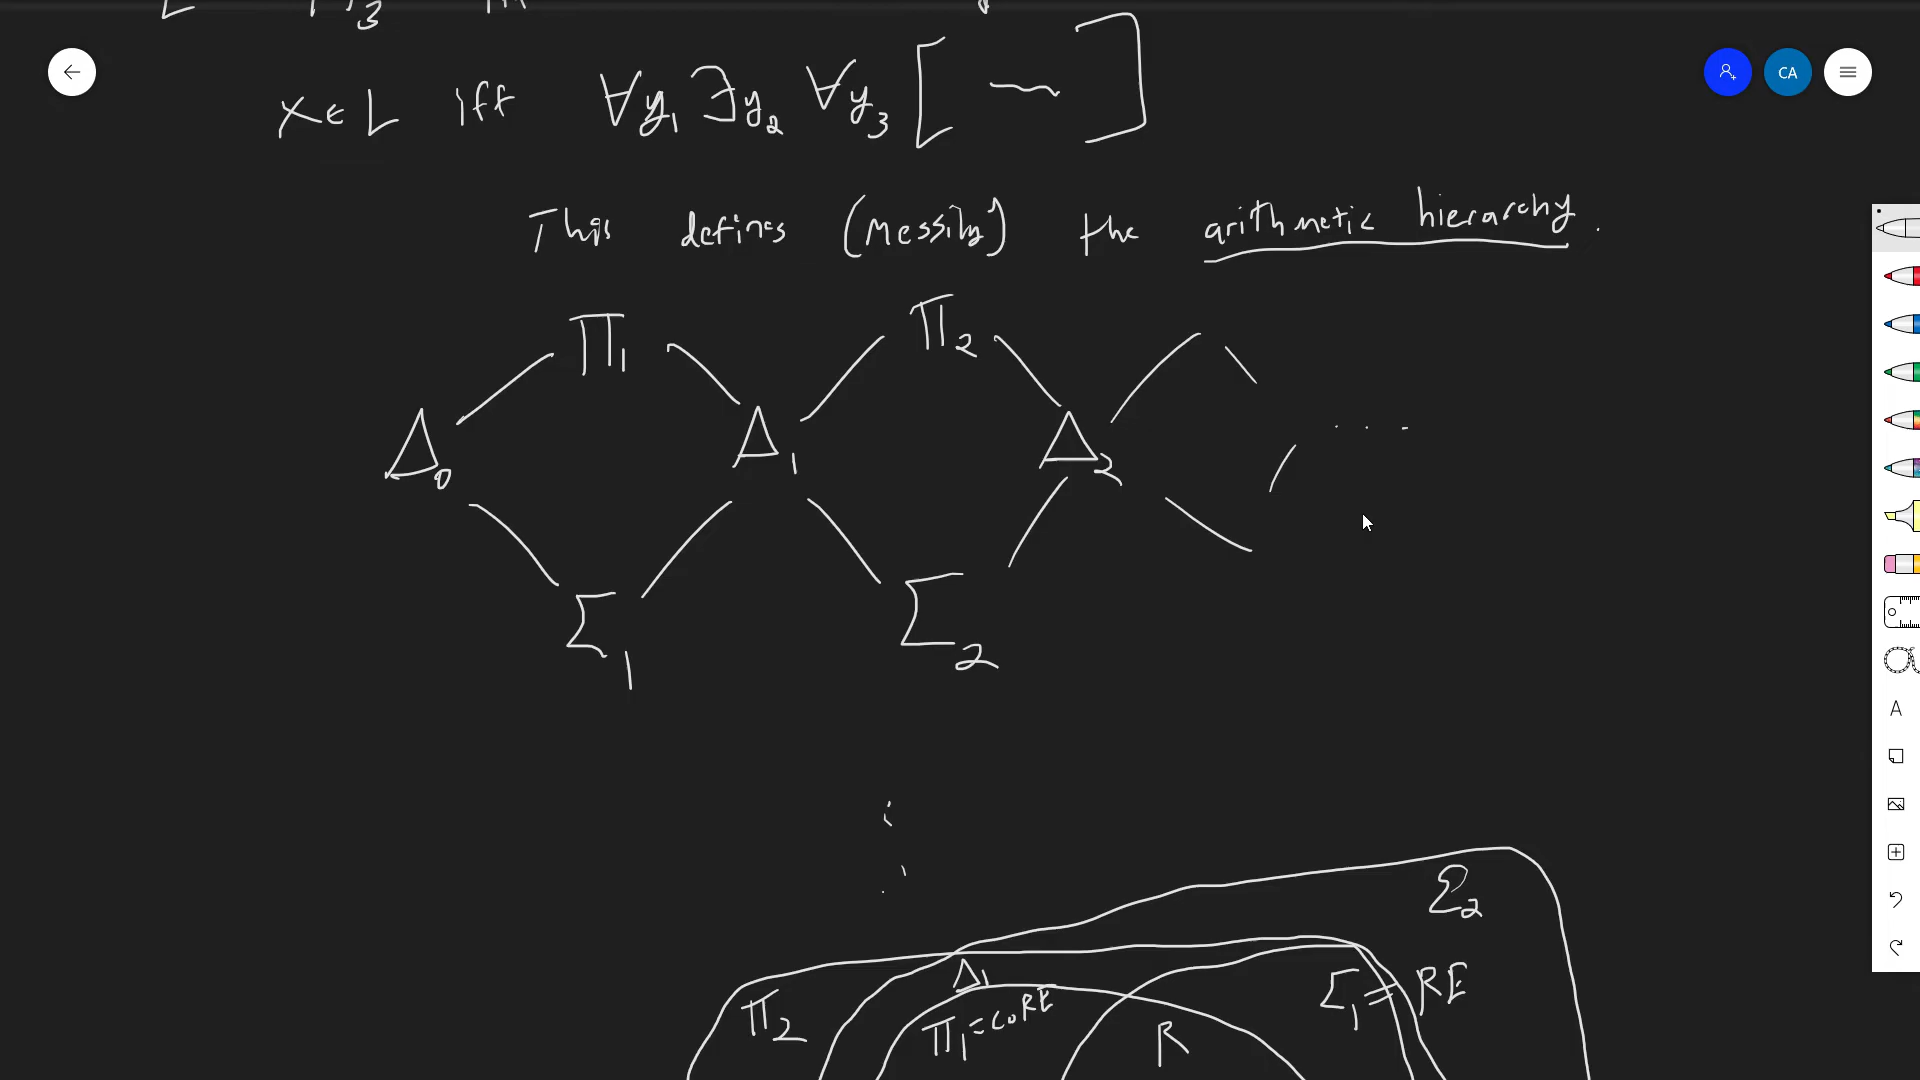 x ∈ L iff ∀y₁ ∃y₂ ∀y₃ [ ~ ]
This defines (messily) the arithmetic hierarchy.
Π₁ Π₂
Δ₀ Δ₁ Δ₂ ...
Σ₁ Σ₂
Σ₂
Δ₁
Π₂ Π₁ = coRE R Σ₁ = RE
CA
A